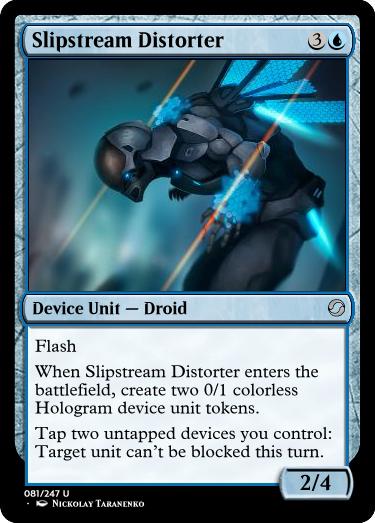 Slipstream Distorter 3
Device Unit — Droid
Flash
When Slipstream Distorter enters the
battlefield, create two 0/1 colorless
Hologram device unit tokens.
Tap two untapped devices you control:
Target unit can't be blocked this turn.
2/4
081/247 U
· Nickolay Taranenko